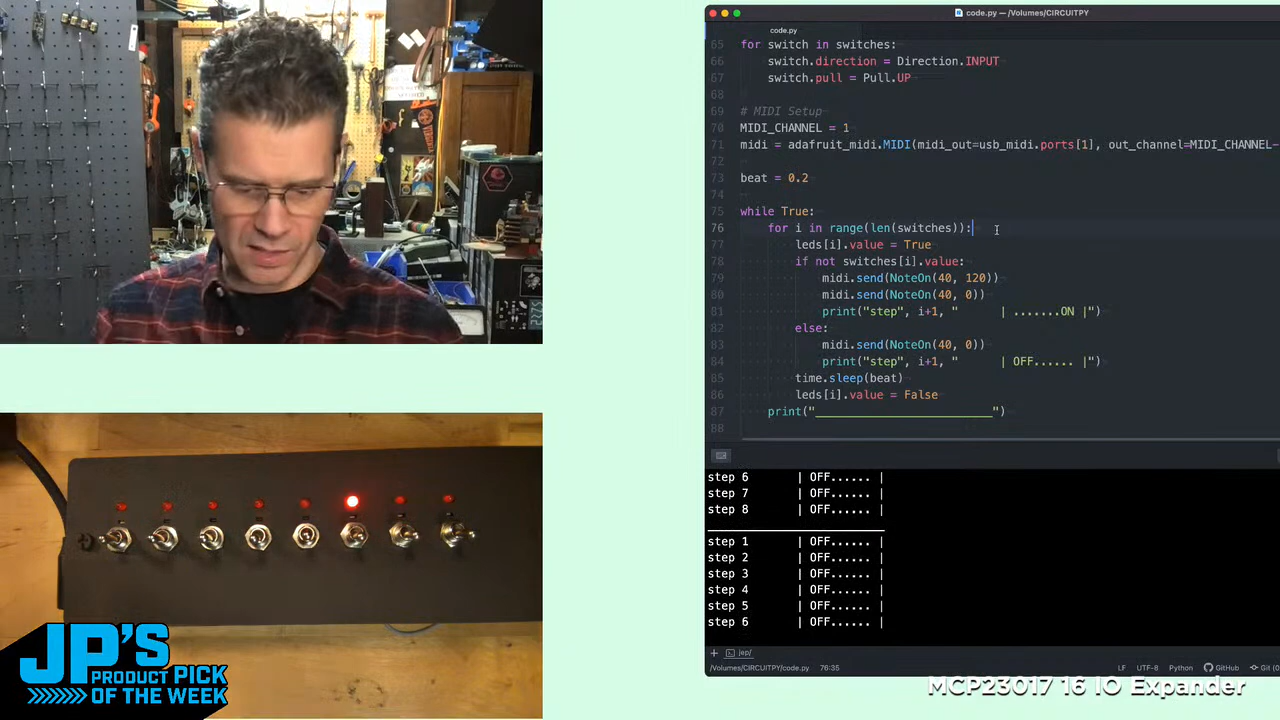 code.py — /Volumes/CIRCUITPY
code.py
65 for switch in switches:
66 switch.direction = Direction.INPUT
67 switch.pull = Pull.UP
68
69 # MIDI Setup
70 MIDI_CHANNEL = 1
71 midi = adafruit_midi.MIDI(midi_out=usb_midi.ports[i], out_channel=MIDI_CHANNEL-
72
73 beat = 0.2
74
75 while True:
76 for i in range(len(switches)):
77 leds[i].value = True
78 if not switches[i].value:
79 midi.send(NoteOn(40, 120))
80 midi.send(NoteOn(40, 0))
81 print("step", i+1, " | .......ON |")
82 else:
83 midi.send(NoteOn(40, 0))
84 print("step", i+1, " | OFF...... |")
85 time.sleep(beat)
86 leds[i].value = False
87 print("__________________________")
88
step 6 | OFF...... |
step 7 | OFF...... |
step 8 | OFF...... |
__________________________
step 1 | OFF...... |
step 2 | OFF...... |
step 3 | OFF...... |
step 4 | OFF...... |
step 5 | OFF...... |
step 6 | OFF...... |
+ jep/
/Volumes/CIRCUITPY/code.py 76:35 LF UTF-8 Python GitHub Git (0
MCP23017 16 IO Expander
JP'S
PRODUCT PICK
OF THE WEEK